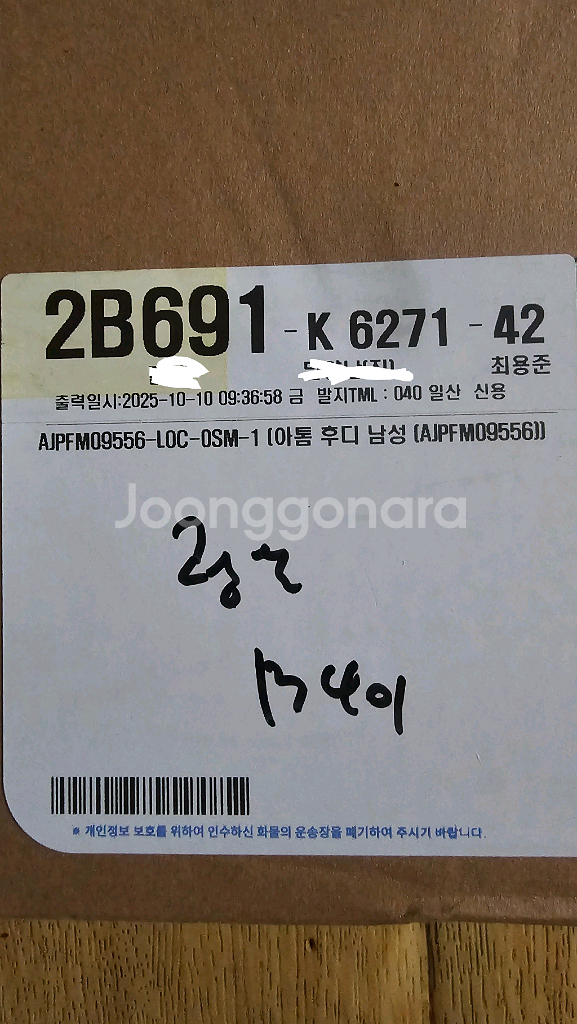 2B691 - K 6271 - 42
최용준
출력일시:2025-10-10 09:36:58 금 발지TML : 040 일산 신용
AJPFM09556-LOC-OSM-1 (아톰 후디 남성 (AJPFM09556))
Joonggonara
※ 개인정보 보호를 위하여 인수하신 화물의 운송장을 폐기하여 주시기 바랍니다.